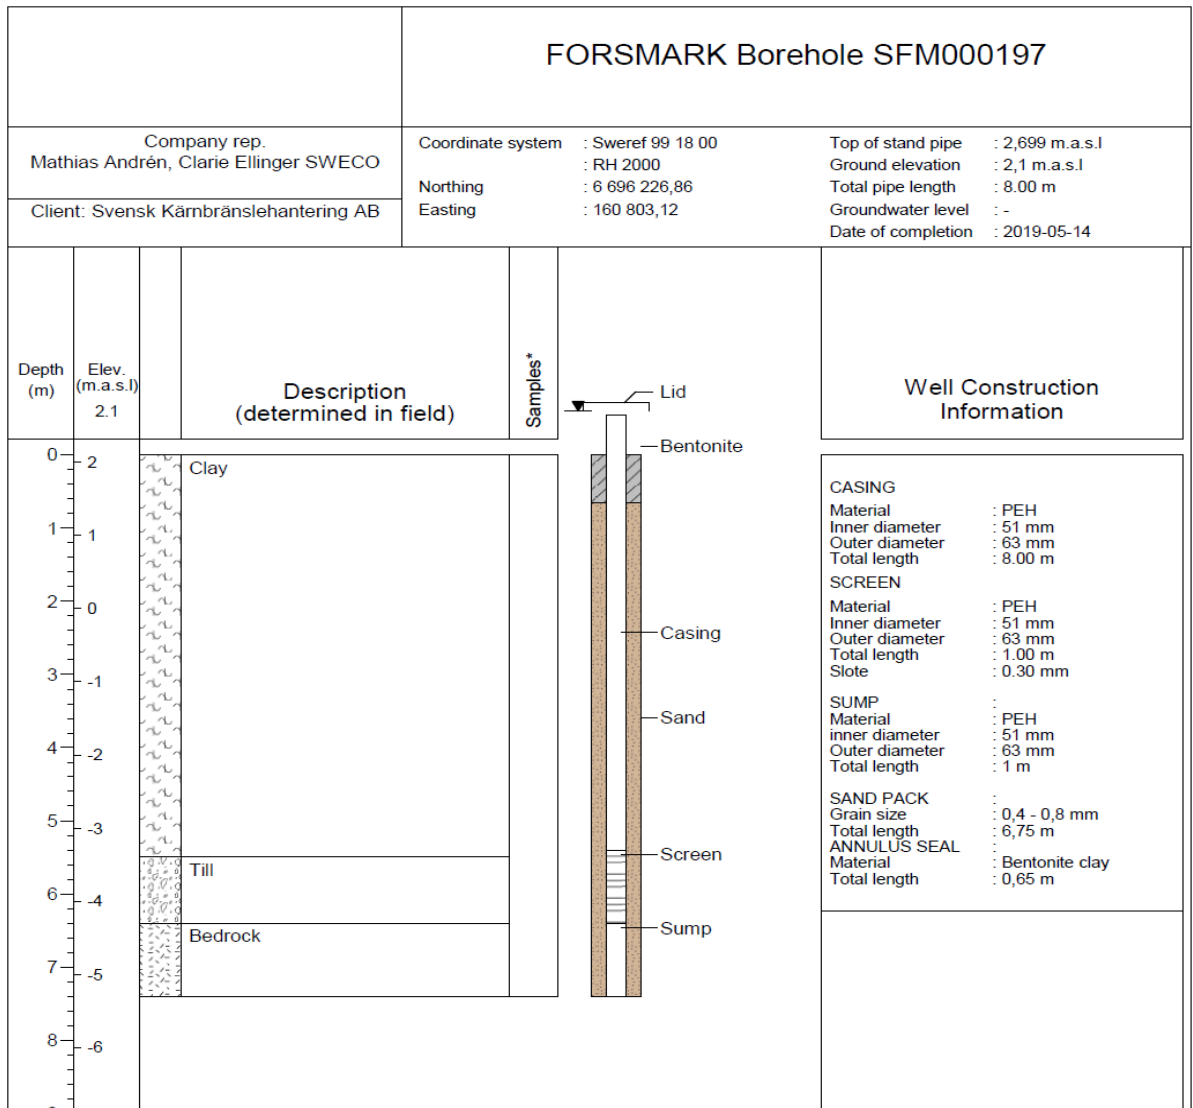 FORSMARK Borehole SFM000197
Company rep.
Mathias Andrén, Clarie Ellinger SWECO
Client: Svensk Kärnbränslehantering AB
Coordinate system : Sweref 99 18 00
: RH 2000
Northing : 6 696 226,86
Easting : 160 803,12
Top of stand pipe : 2,699 m.a.s.l
Ground elevation : 2,1 m.a.s.l
Total pipe length : 8.00 m
Groundwater level : -
Date of completion : 2019-05-14
Depth
(m)
Elev.
(m.a.s.l)
2.1
Description
(determined in field)
Samples*
Lid
Bentonite
Well Construction
Information
0
1
2
3
4
5
6
7
8
2
1
0
-1
-2
-3
-4
-5
-6
Clay
Till
Bedrock
Casing
Sand
Screen
Sump
CASING
Material : PEH
Inner diameter : 51 mm
Outer diameter : 63 mm
Total length : 8.00 m
SCREEN
Material : PEH
Inner diameter : 51 mm
Outer diameter : 63 mm
Total length : 1.00 m
Slote : 0.30 mm
SUMP :
Material : PEH
inner diameter : 51 mm
Outer diameter : 63 mm
Total length : 1 m
SAND PACK :
Grain size : 0,4 - 0,8 mm
Total length : 6,75 m
ANNULUS SEAL :
Material : Bentonite clay
Total length : 0,65 m